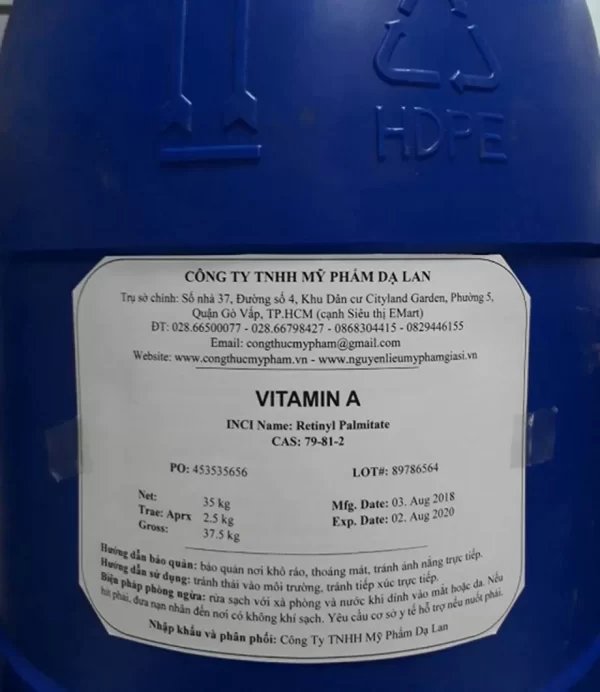 HDPE
CÔNG TY TNHH MỸ PHẨM DẠ LAN
Trụ sở chính: Số nhà 37, Đường số 4, Khu Dân cư Cityland Garden, Phường 5,
Quận Gò Vấp, TP.HCM (cạnh Siêu thị EMart)
ĐT: 028.66500077 - 028.66798427 - 0868304415 - 0829446155
Email: congthucmypham@gmail.com
Website: www.congthucmypham.vn - www.nguyenlieumyphamgiasi.vn
VITAMIN A
INCI Name: Retinyl Palmitate
CAS: 79-81-2
PO: 453535656 LOT#: 89786564
Net: 35 kg Mfg. Date: 03. Aug 2018
Trae: Aprx 2.5 kg Exp. Date: 02. Aug 2020
Gross: 37.5 kg
Hướng dẫn bảo quản: bảo quản nơi khô ráo, thoáng mát, tránh ánh nắng trực tiếp.
Hướng dẫn sử dụng: tránh thải vào môi trường, tránh tiếp xúc trực tiếp.
Biện pháp phòng ngừa: rửa sạch với xà phòng và nước khi dính vào mắt hoặc da. Nếu
hít phải, đưa nạn nhân đến nơi có không khí sạch. Yêu cầu cơ sở y tế hỗ trợ nếu nuốt phải.
Nhập khẩu và phân phối: Công Ty TNHH Mỹ Phẩm Dạ Lan